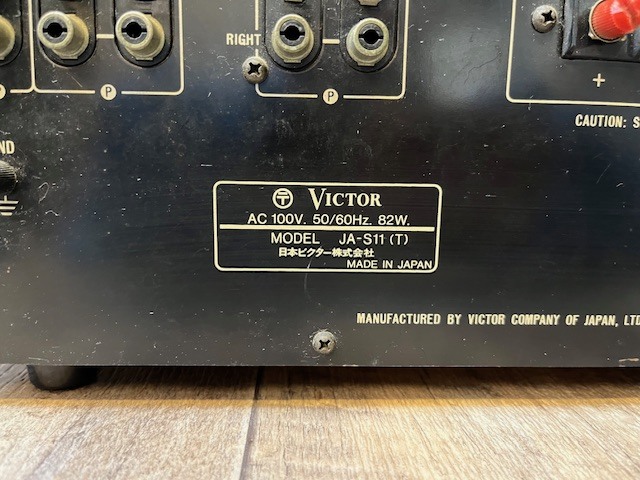 RIGHT
P
P
+
CAUTION: S
ND
〒 VICTOR
AC 100V. 50/60Hz. 82W.
MODEL JA-S11 (T)
日本ビクター株式会社
MADE IN JAPAN
MANUFACTURED BY VICTOR COMPANY OF JAPAN, LTD